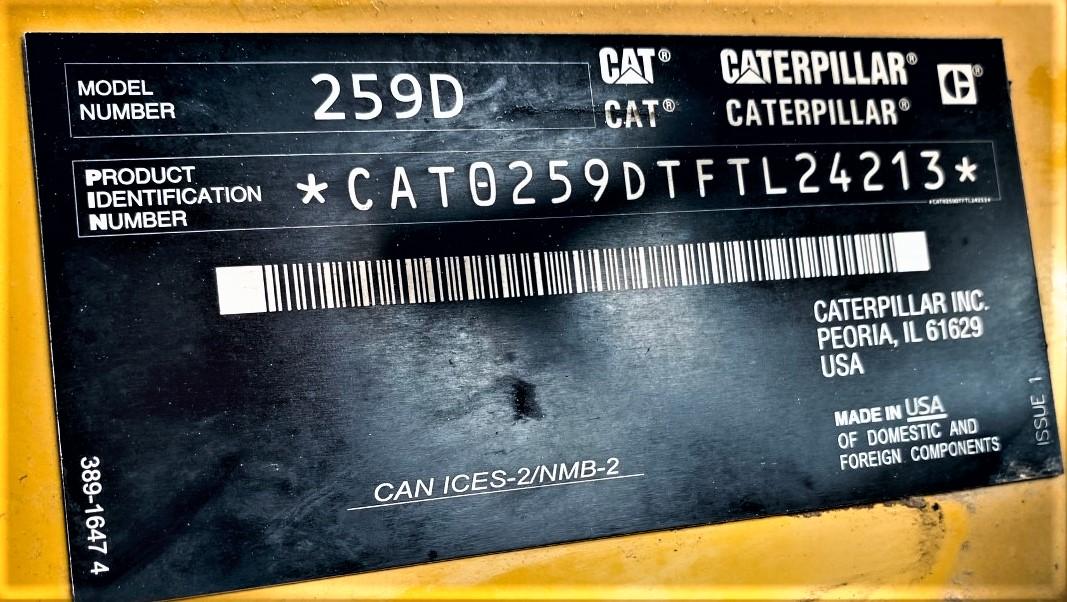 MODEL
NUMBER
259D
CAT®
CATERPILLAR®
C®
CAT®
CATERPILLAR®
PRODUCT
IDENTIFICATION
NUMBER
*CAT0259DTFTL24213*
*CAT0259DTFTL24213*
CATERPILLAR INC.
PEORIA, IL 61629
USA
MADE IN USA
OF DOMESTIC AND
FOREIGN COMPONENTS
CAN ICES-2/NMB-2
389-1647 4
ISSUE 1